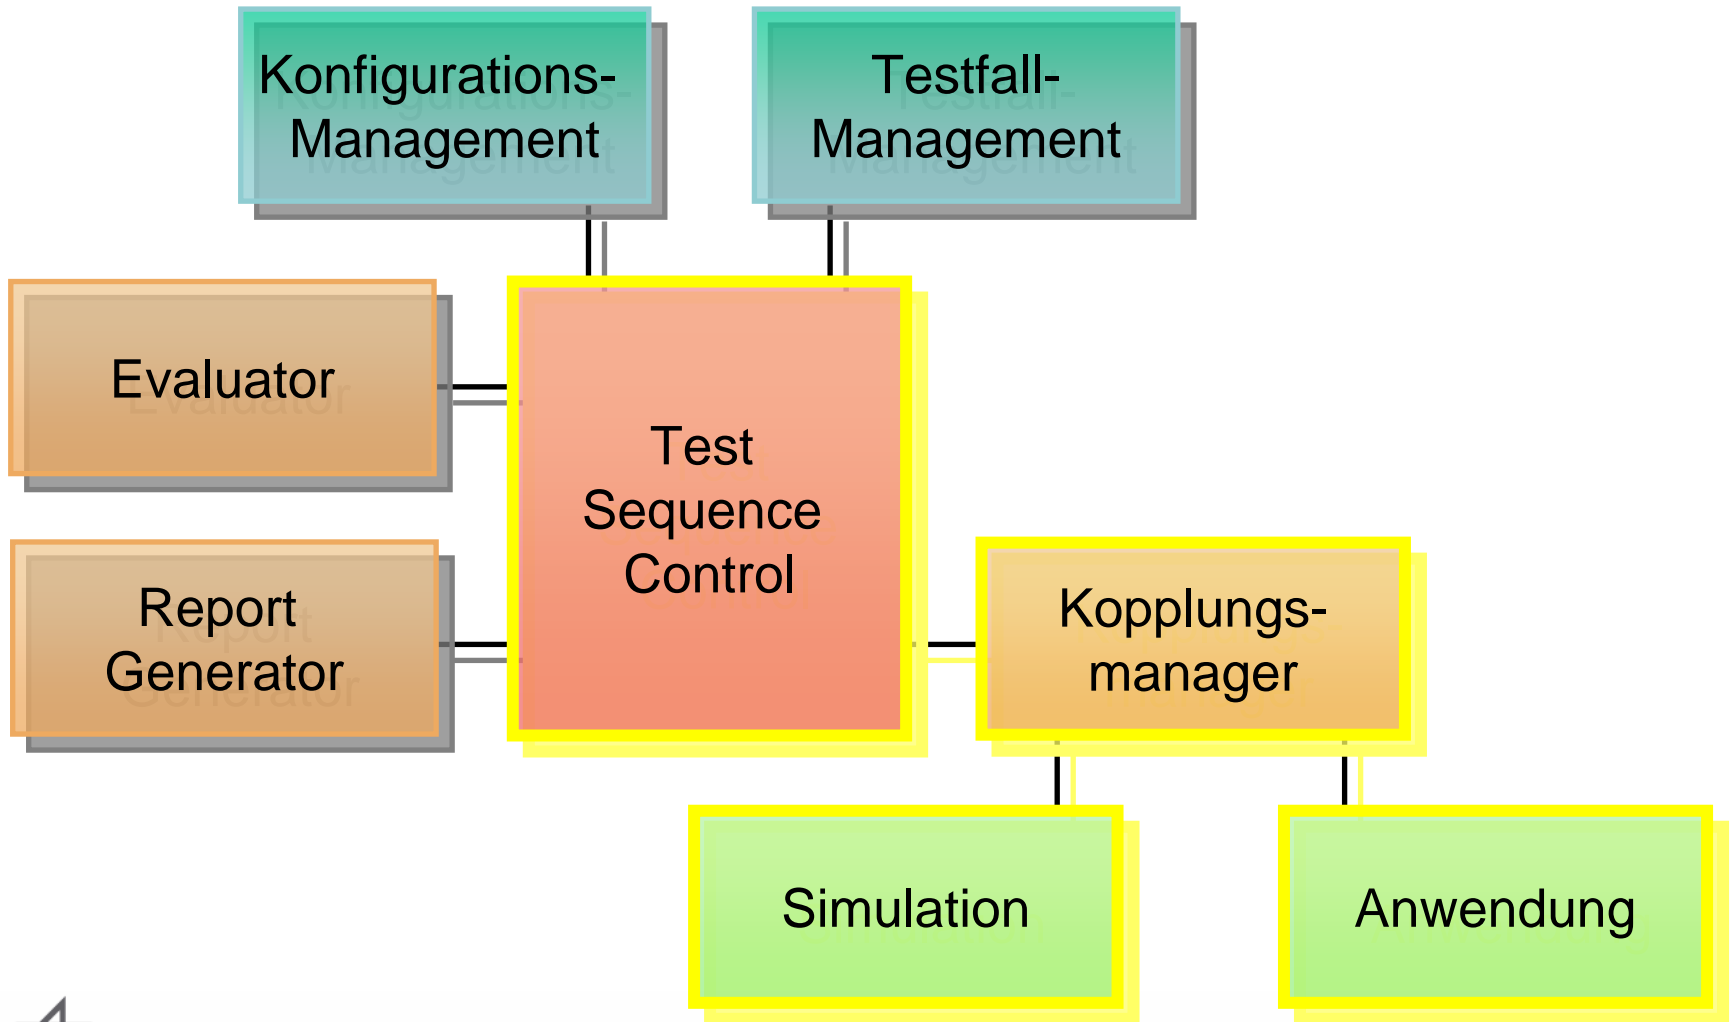 Konfigurations-
Management
Testfall-
Management
Evaluator
Test
Sequence
Control
Report
Generator
Kopplungs-
manager
Simulation
Anwendung